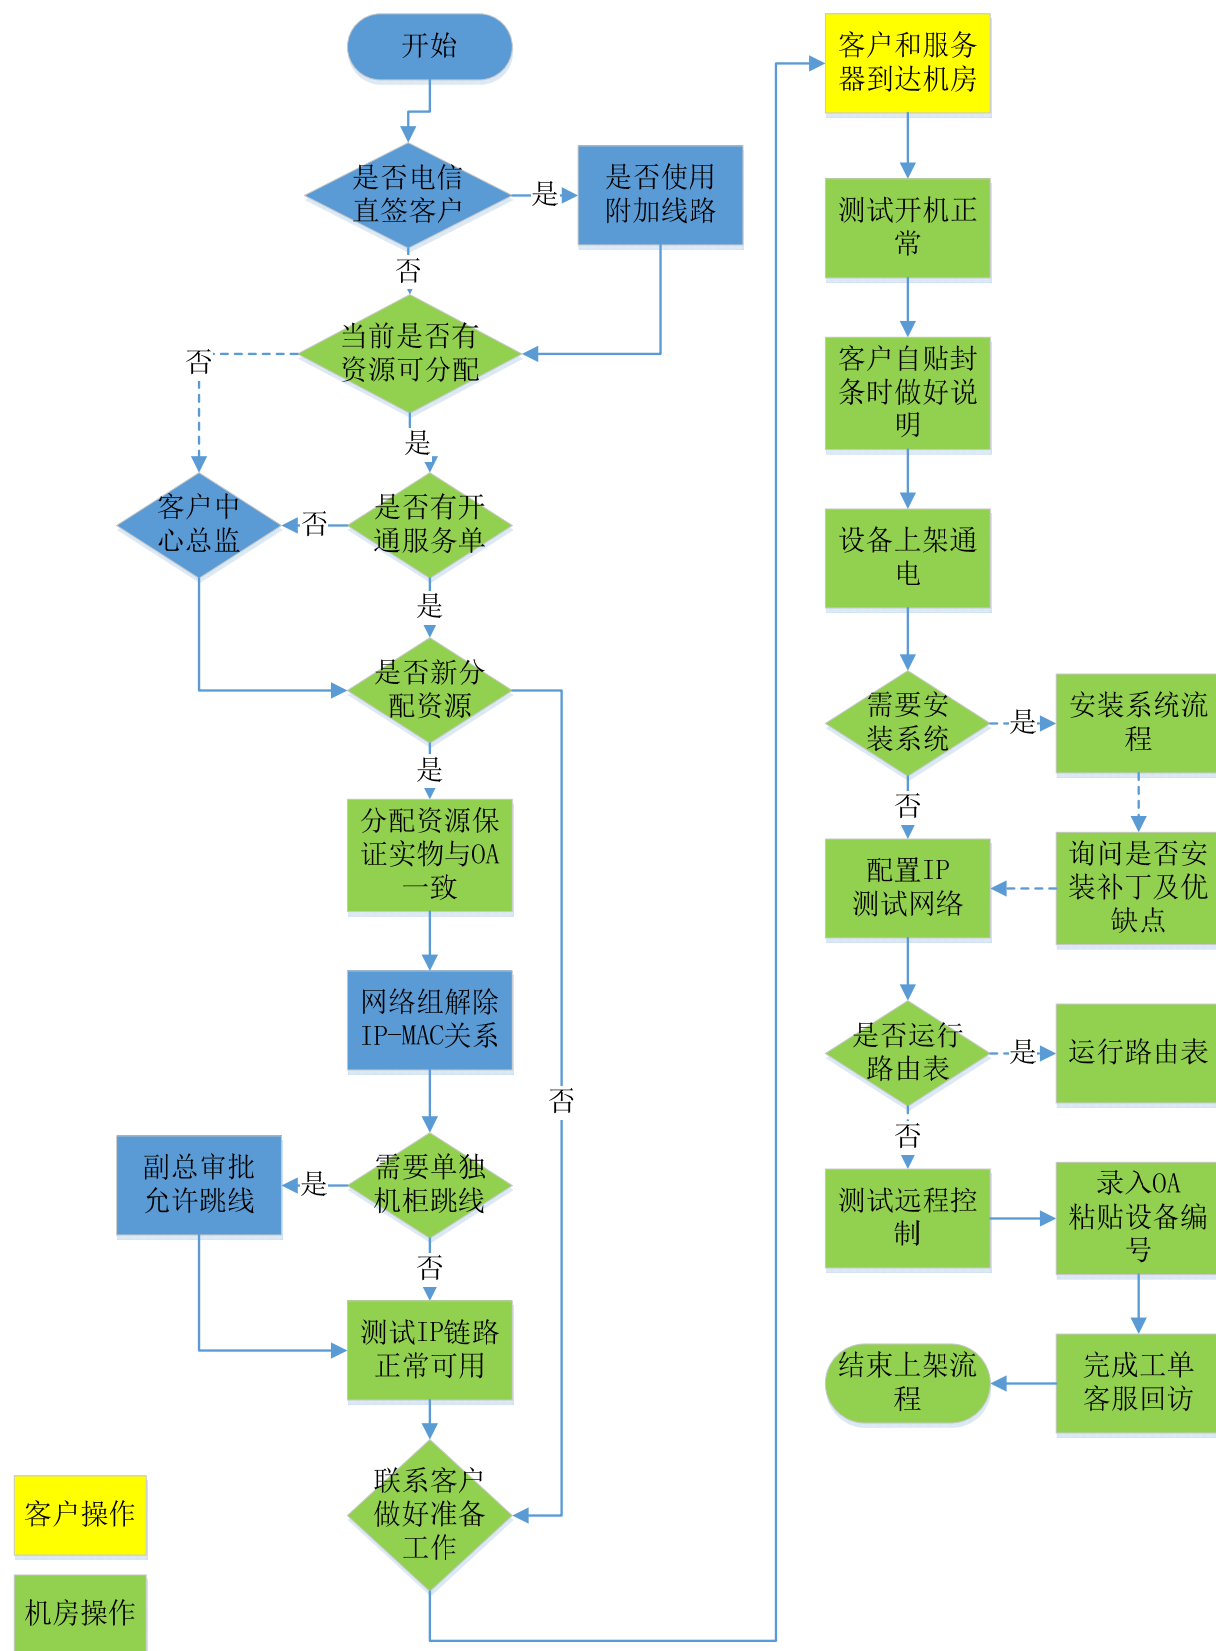 开始
是否电信
直签客户
是
是否使用
附加线路
否
当前是否有
资源可分配
否
是
客户中
心总监
否
是否有开
通服务单
是
是否新分
配资源
是
分配资源保
证实物与OA
一致
网络组解除
IP-MAC关系
否
副总审批
允许跳线
是
需要单独
机柜跳线
否
测试IP链路
正常可用
联系客户
做好准备
工作
客户操作
机房操作
客户和服务
器到达机房
测试开机正
常
客户自贴封
条时做好说
明
设备上架通
电
需要安
装系统
是
安装系统流
程
否
配置IP
测试网络
询问是否安
装补丁及优
缺点
是否运行
路由表
是
运行路由表
否
测试远程控
制
录入OA
粘贴设备编
号
结束上架流
程
完成工单
客服回访